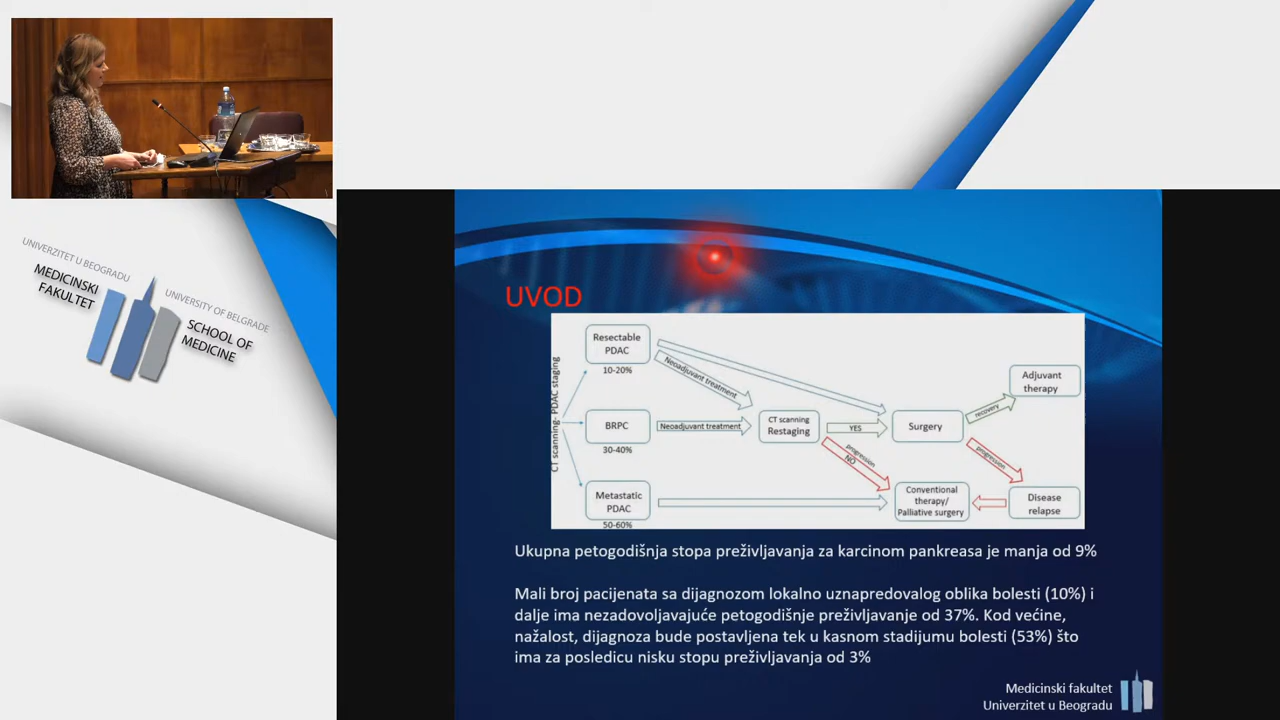 UNIVERZITET U BEOGRADU
MEDICINSKI
FAKULTET
UNIVERSITY OF BELGRADE
SCHOOL OF
MEDICINE
UVOD
CT scanning- PDAC staging
Resectable
PDAC
10-20%
Neoadjuvant treatment
BRPC
30-40%
Neoadjuvant treatment
CT scanning
Restaging
YES
progression
NO
Surgery
recovery
Adjuvant
therapy
progression
Metastatic
PDAC
50-60%
Conventional
therapy/
Palliative surgery
Disease
relapse
Ukupna petogodišnja stopa preživljavanja za karcinom pankreasa je manja od 9%
Mali broj pacijenata sa dijagnozom lokalno uznapredovalog oblika bolesti (10%) i
dalje ima nezadovoljavajuće petogodišnje preživljavanje od 37%. Kod većine,
nažalost, dijagnoza bude postavljena tek u kasnom stadijumu bolesti (53%) što
ima za posledicu nisku stopu preživljavanja od 3%
Medicinski fakultet
Univerzitet u Beogradu